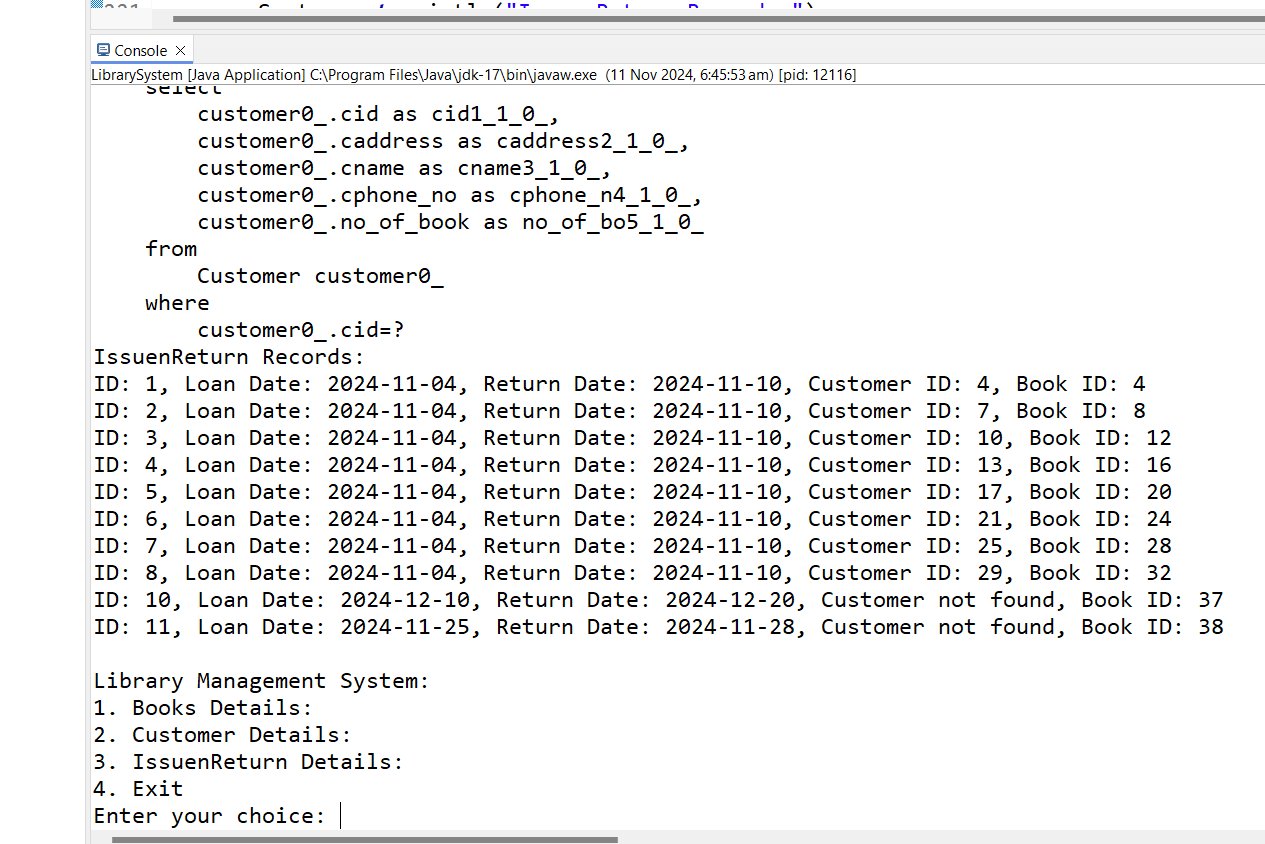 Console
LibrarySystem [Java Application] C:\Program Files\Java\jdk-17\bin\javaw.exe (11 Nov 2024, 6:45:53 am) [pid: 12116]
select
customer0_.cid as cid1_1_0_,
customer0_.caddress as caddress2_1_0_,
customer0_.cname as cname3_1_0_,
customer0_.cphone_no as cphone_n4_1_0_,
customer0_.no_of_book as no_of_bo5_1_0_
from
Customer customer0_
where
customer0_.cid=?
IssuenReturn Records:
ID: 1, Loan Date: 2024-11-04, Return Date: 2024-11-10, Customer ID: 4, Book ID: 4
ID: 2, Loan Date: 2024-11-04, Return Date: 2024-11-10, Customer ID: 7, Book ID: 8
ID: 3, Loan Date: 2024-11-04, Return Date: 2024-11-10, Customer ID: 10, Book ID: 12
ID: 4, Loan Date: 2024-11-04, Return Date: 2024-11-10, Customer ID: 13, Book ID: 16
ID: 5, Loan Date: 2024-11-04, Return Date: 2024-11-10, Customer ID: 17, Book ID: 20
ID: 6, Loan Date: 2024-11-04, Return Date: 2024-11-10, Customer ID: 21, Book ID: 24
ID: 7, Loan Date: 2024-11-04, Return Date: 2024-11-10, Customer ID: 25, Book ID: 28
ID: 8, Loan Date: 2024-11-04, Return Date: 2024-11-10, Customer ID: 29, Book ID: 32
ID: 10, Loan Date: 2024-12-10, Return Date: 2024-12-20, Customer not found, Book ID: 37
ID: 11, Loan Date: 2024-11-25, Return Date: 2024-11-28, Customer not found, Book ID: 38
Library Management System:
1. Books Details:
2. Customer Details:
3. IssuenReturn Details:
4. Exit
Enter your choice: